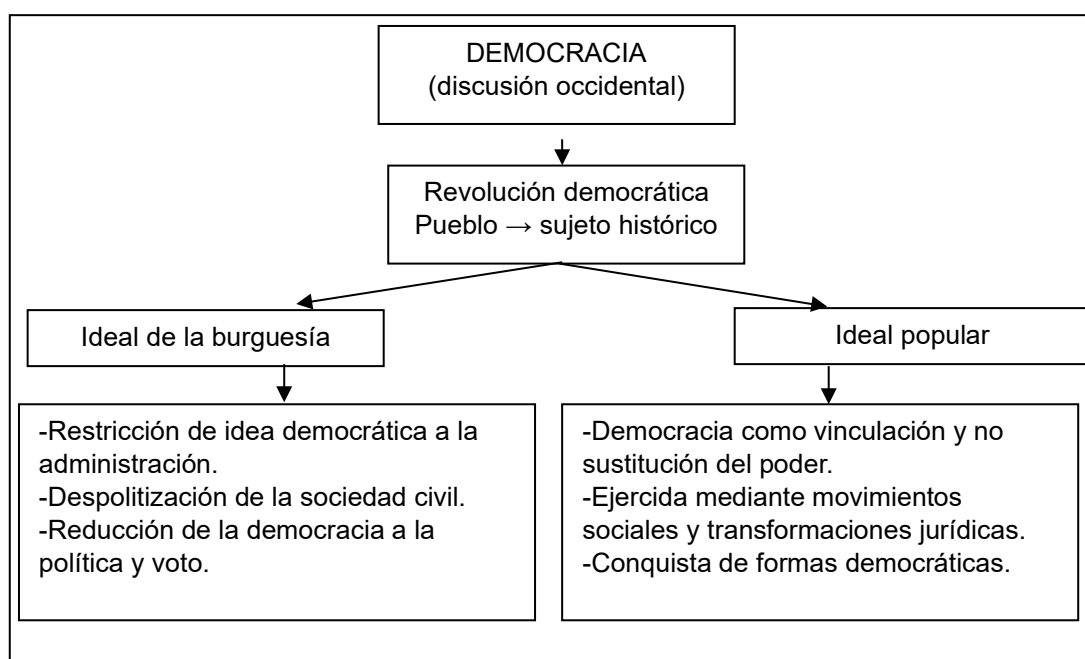 DEMOCRACIA
(discusión occidental)
Revolución democrática
Pueblo → sujeto histórico
Ideal de la burguesía
Ideal popular
-Restricción de idea democrática a la
administración.
-Despolitización de la sociedad civil.
-Reducción de la democracia a la
política y voto.
-Democracia como vinculación y no
sustitución del poder.
-Ejercida mediante movimientos
sociales y transformaciones jurídicas.
-Conquista de formas democráticas.